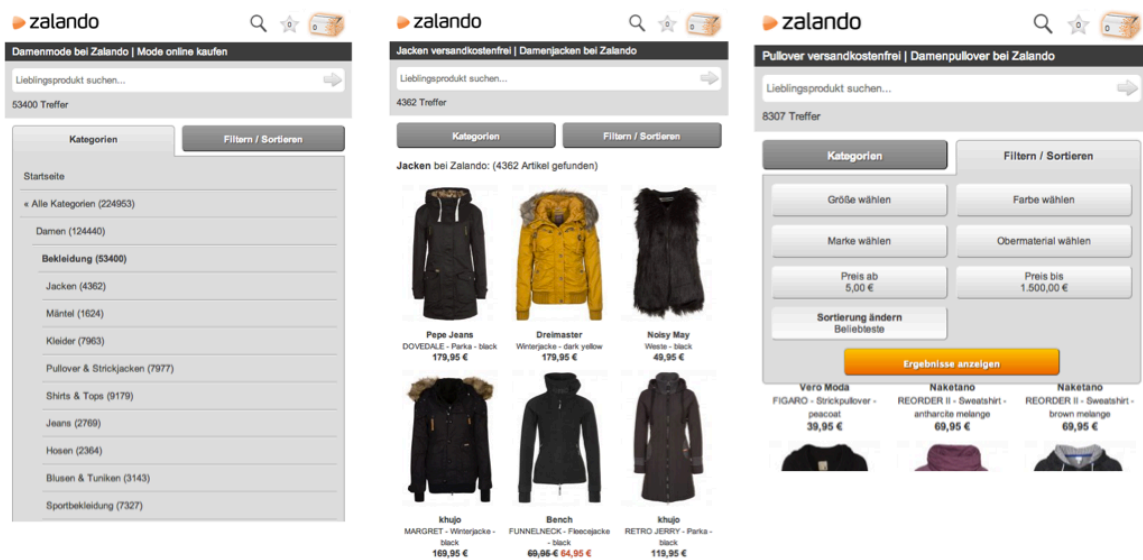 zalando
0
0
Damenmode bei Zalando | Mode online kaufen
Lieblingsprodukt suchen...
53400 Treffer
Kategorien
Filtern / Sortieren
Startseite
« Alle Kategorien (224953)
Damen (124440)
Bekleidung (53400)
Jacken (4362)
Mäntel (1624)
Kleider (7963)
Pullover & Strickjacken (7977)
Shirts & Tops (9179)
Jeans (2769)
Hosen (2364)
Blusen & Tuniken (3143)
Sportbekleidung (7327)
zalando
0
0
Jacken versandkostenfrei | Damenjacken bei Zalando
Lieblingsprodukt suchen...
4362 Treffer
Kategorien
Filtern / Sortieren
Jacken bei Zalando: (4362 Artikel gefunden)
Pepe Jeans
DOVEDALE - Parka - black
179,95 €
Dreimaster
Winterjacke - dark yellow
179,95 €
Noisy May
Weste - black
49,95 €
khujo
MARGRET - Winterjacke -
black
169,95 €
Bench
FUNNELNECK - Fleecejacke
- black
69,95 € 64,95 €
khujo
RETRO JERRY - Parka -
black
119,95 €
zalando
0
0
Pullover versandkostenfrei | Damenpullover bei Zalando
Lieblingsprodukt suchen...
8307 Treffer
Kategorien
Filtern / Sortieren
Größe wählen
Farbe wählen
Marke wählen
Obermaterial wählen
Preis ab
5,00 €
Preis bis
1.500,00 €
Sortierung ändern
Beliebteste
Ergebnisse anzeigen
Vero Moda
FIGARO - Strickpullover -
peacoat
39,95 €
Naketano
REORDER II - Sweatshirt -
antharcite melange
69,95 €
Naketano
REORDER II - Sweatshirt -
brown melange
69,95 €